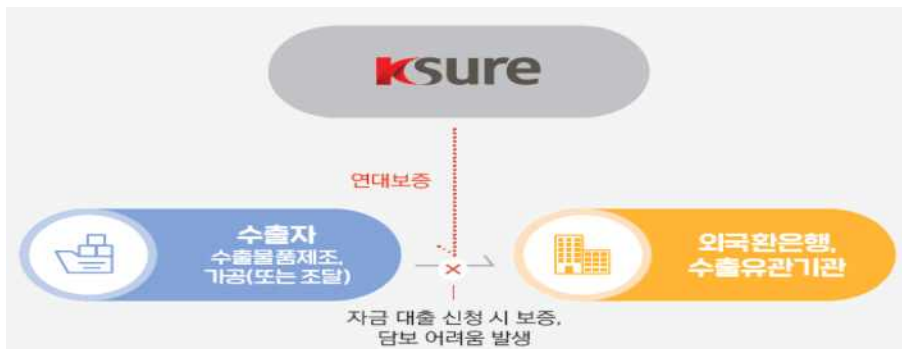 Ksure
연대보증
수출자
수출물품제조,
가공(또는 조달)
외국환은행,
수출유관기관
자금 대출 신청 시 보증,
담보 어려움 발생